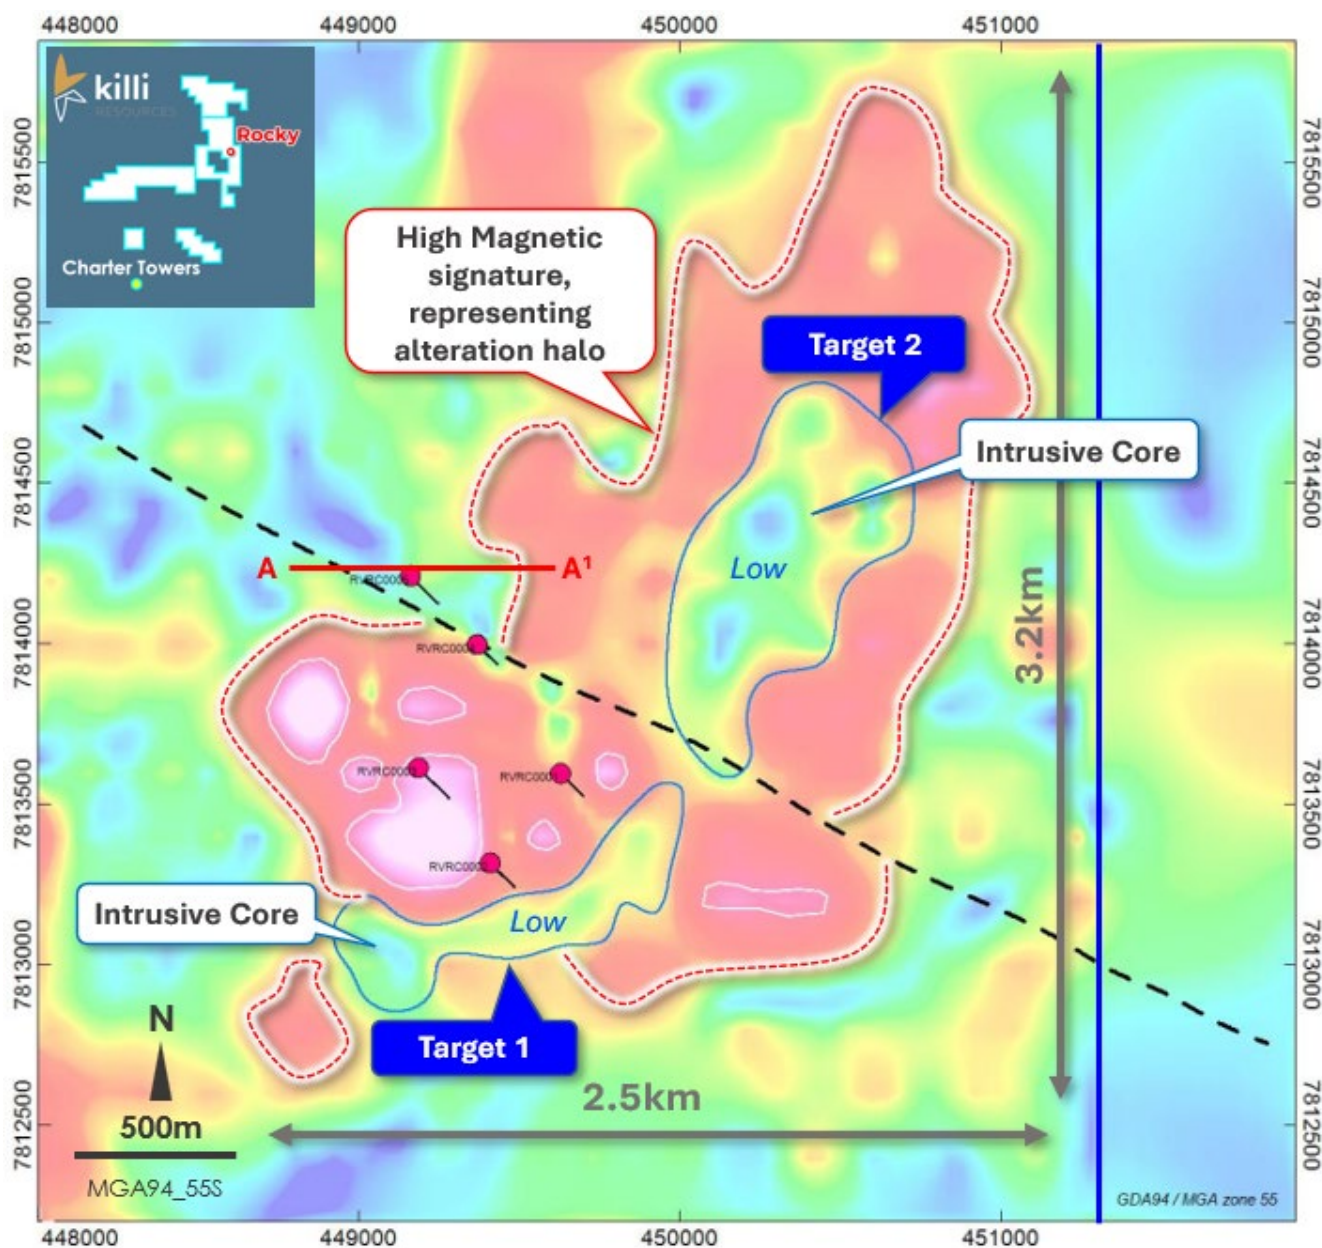 448000
449000
450000
451000
killi
RESOURCES
Rocky
Charter Towers
7815500
7815500
High Magnetic
signature,
representing
alteration halo
7815000
7815000
Target 2
Intrusive Core
7814500
7814500
Low
A
A¹
3.2km
7814000
7814000
7813500
7813500
Intrusive Core
Low
7813000
7813000
N
Target 1
2.5km
500m
7812500
7812500
MGA94_55S
GDA94 / MGA zone 55
448000
449000
450000
451000